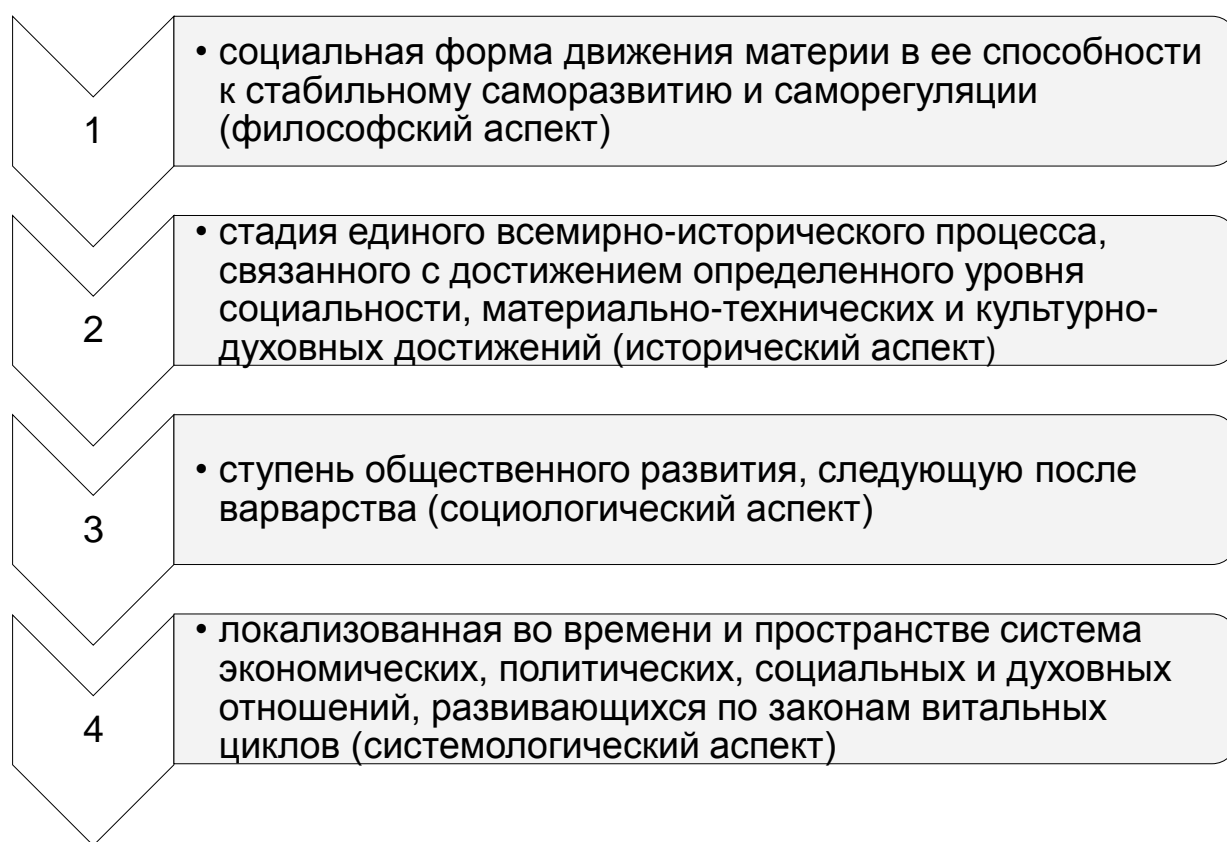 1
• социальная форма движения материи в ее способности
к стабильному саморазвитию и саморегуляции
(философский аспект)
2
• стадия единого всемирно-исторического процесса,
связанного с достижением определенного уровня
социальности, материально-технических и культурно-
духовных достижений (исторический аспект)
3
• ступень общественного развития, следующую после
варварства (социологический аспект)
4
• локализованная во времени и пространстве система
экономических, политических, социальных и духовных
отношений, развивающихся по законам витальных
циклов (системологический аспект)